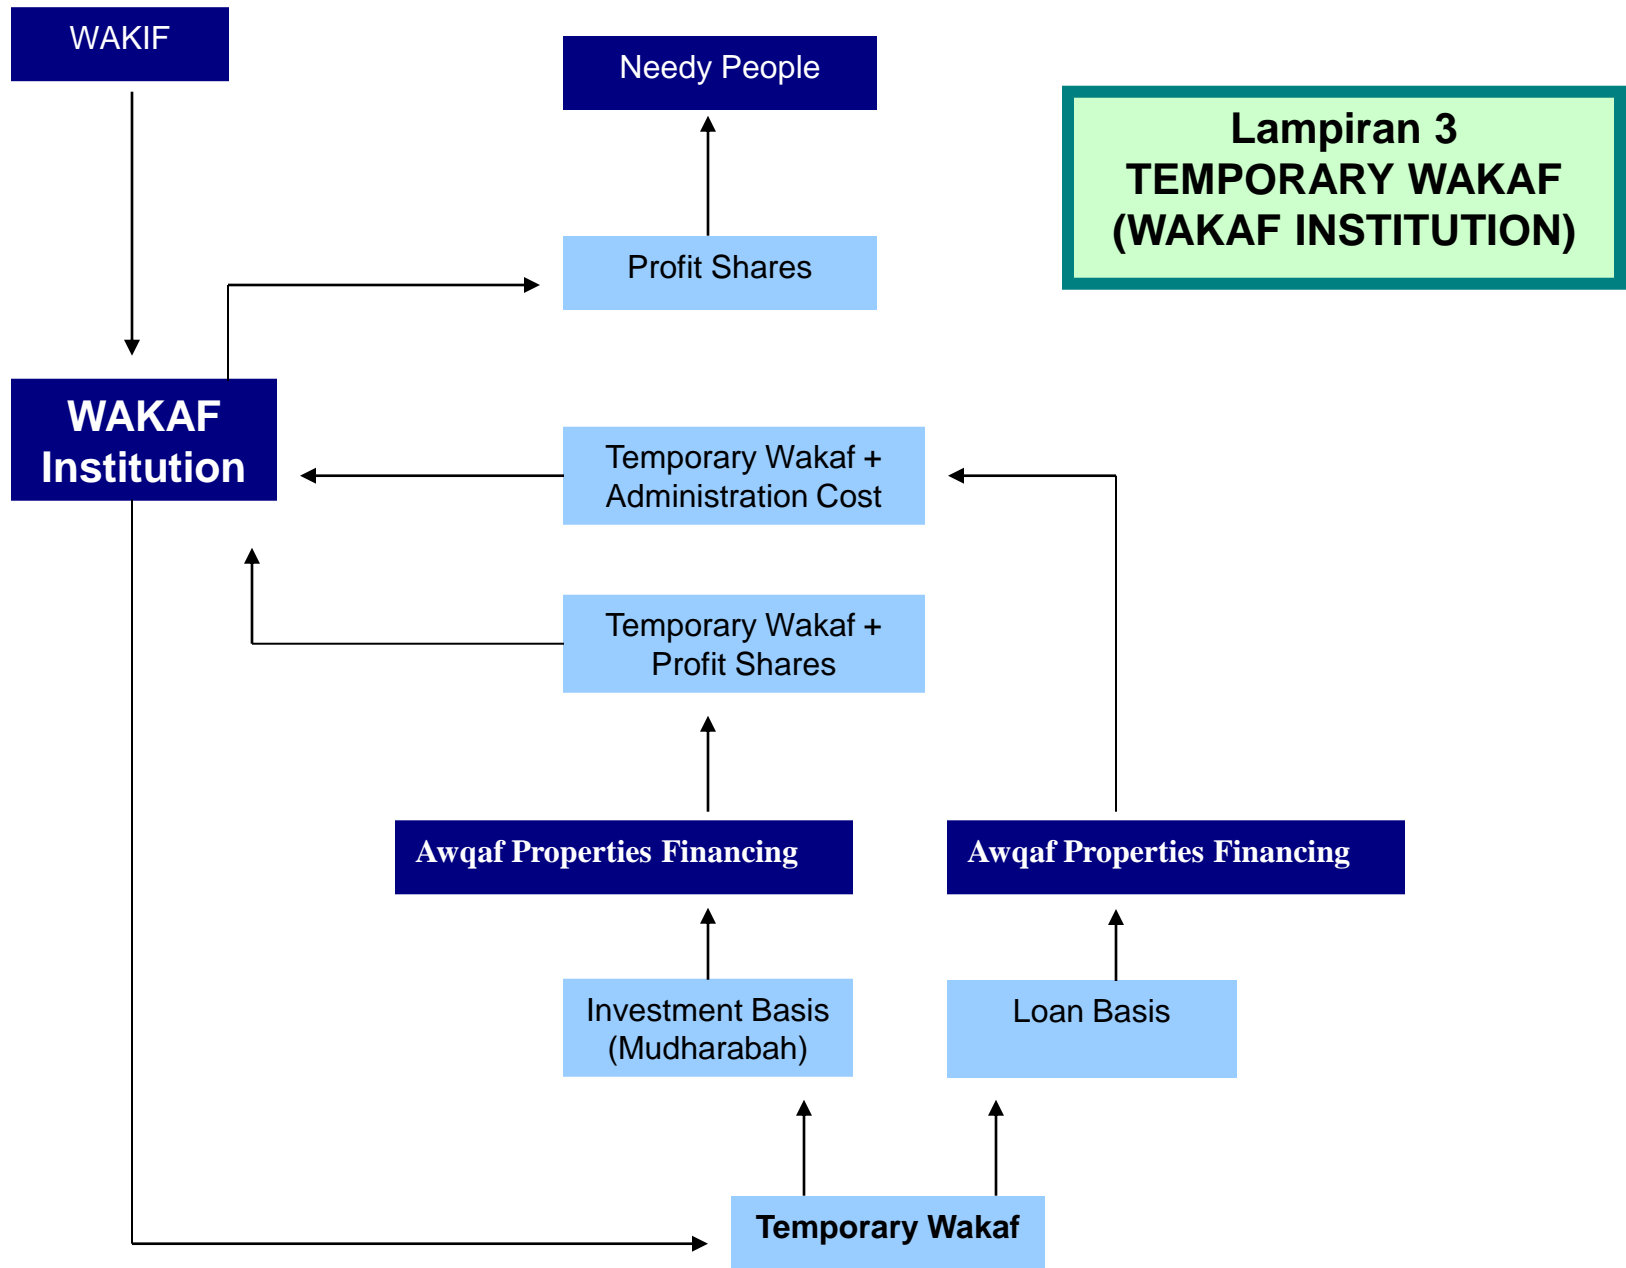 WAKIF
Needy People
Lampiran 3
TEMPORARY WAKAF
(WAKAF INSTITUTION)
Profit Shares
WAKAF
Institution
Temporary Wakaf +
Administration Cost
Temporary Wakaf +
Profit Shares
Awqaf Properties Financing
Awqaf Properties Financing
Investment Basis
(Mudharabah)
Loan Basis
Temporary Wakaf